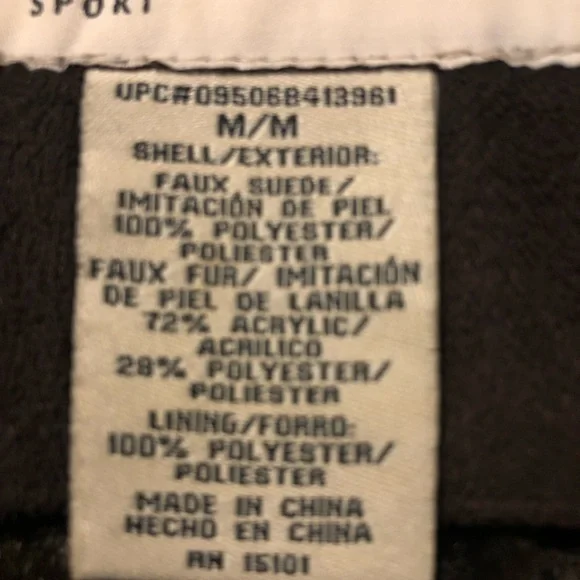 SPORT
UPC#095068413961
M/M
SHELL/EXTERIOR:
FAUX SUEDE/
IMITACIÓN DE PIEL
100% POLYESTER/
POLIESTER
FAUX FUR/ IMITACIÓN
DE PIEL DE LANILLA
72% ACRYLIC/
ACRILICO
28% POLYESTER/
POLIESTER
LINING/FORRO:
100% POLYESTER/
POLIESTER
MADE IN CHINA
HECHO EN CHINA
RN 15101